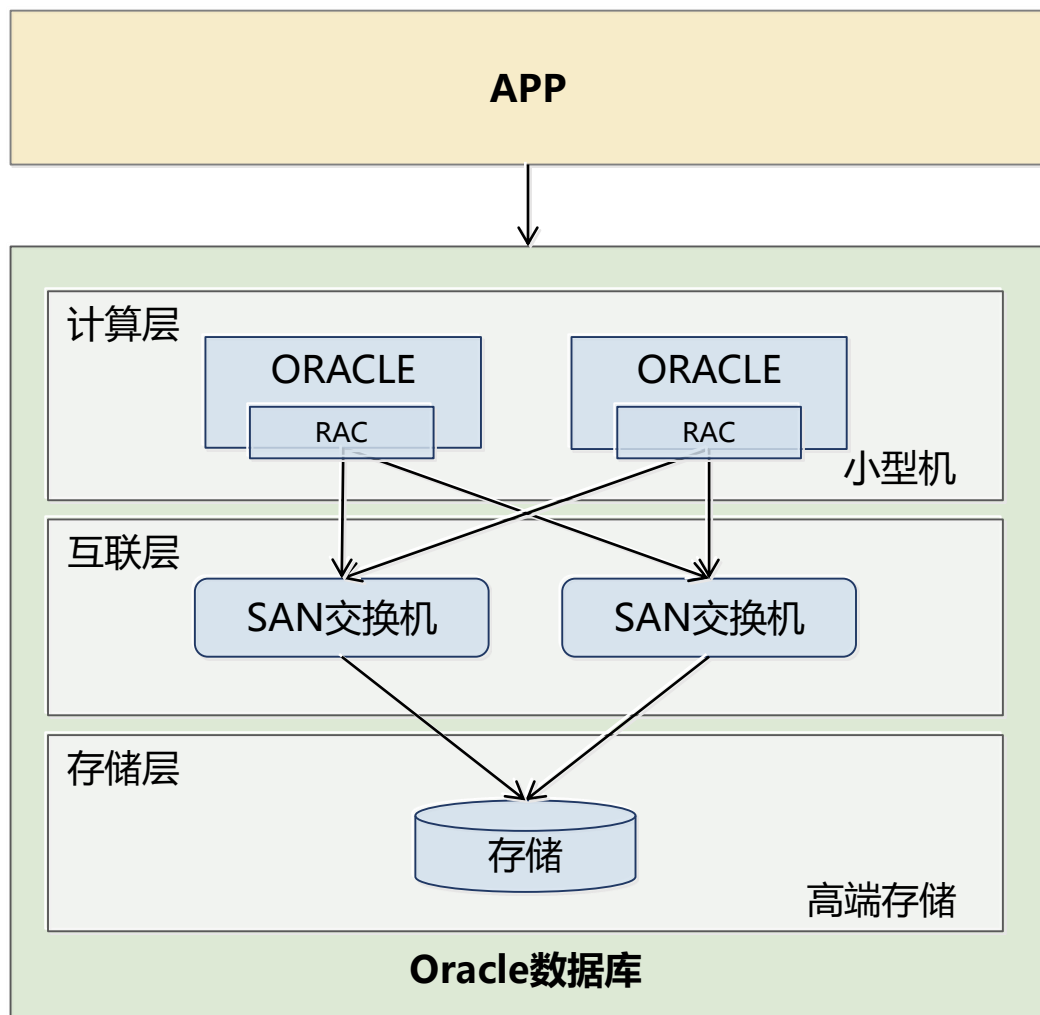 APP
计算层
ORACLE
ORACLE
RAC
RAC
小型机
互联层
SAN交换机
SAN交换机
存储层
存储
高端存储
Oracle数据库